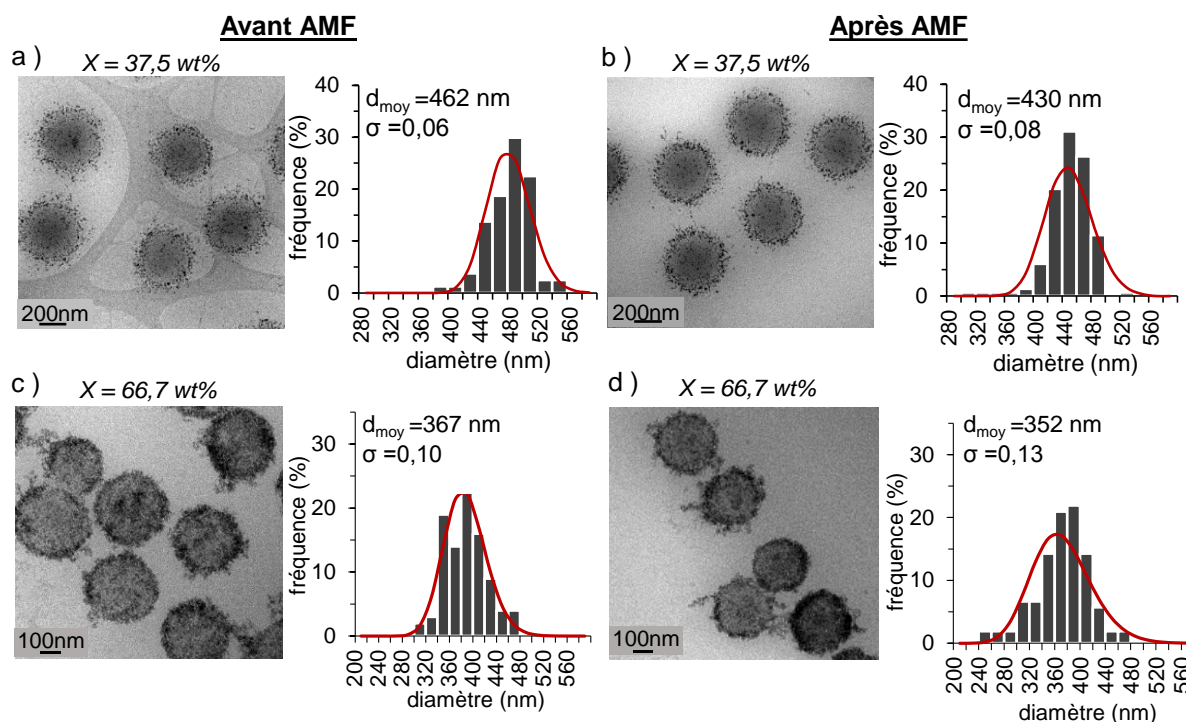 Avant AMF
Après AMF
a )
X = 37,5 wt%
200nm
fréquence (%)
40
30
20
10
0
dmoy =462 nm
σ =0,06
280
320
360
400
440
480
520
560
diamètre (nm)
b )
X = 37,5 wt%
200nm
fréquence (%)
40
30
20
10
0
dmoy =430 nm
σ =0,08
280
320
360
400
440
480
520
560
diamètre (nm)
c )
X = 66,7 wt%
100nm
fréquence (%)
30
20
10
0
dmoy =367 nm
σ =0,10
200
240
280
320
360
400
440
480
520
560
diamètre (nm)
d )
X = 66,7 wt%
100nm
fréquence (%)
30
20
10
0
dmoy =352 nm
σ =0,13
200
240
280
320
360
400
440
480
520
560
diamètre (nm)